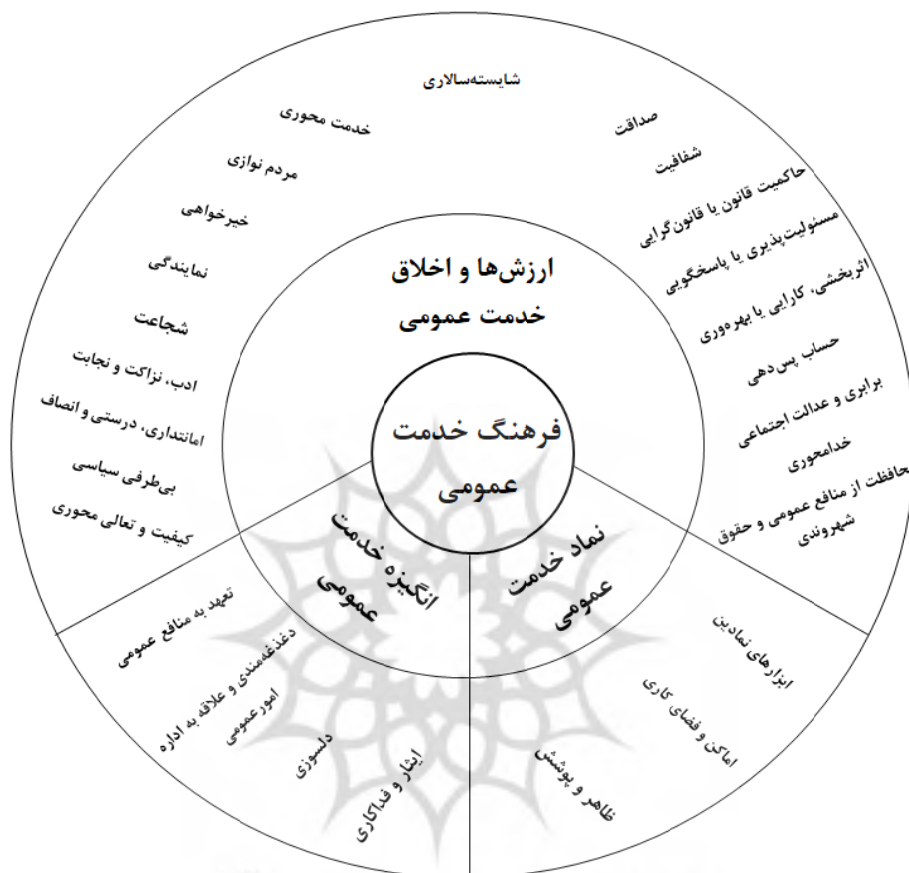 شایسته‌سالاری
صداقت
شفافیت
حاکمیت قانون یا قانون‌گرایی
مسئولیت‌پذیری یا پاسخگویی
اثربخشی، کارایی یا بهره‌وری
حساب پس‌دهی
برابری و عدالت اجتماعی
خدامحوری
حافظت از منافع عمومی و حقوق
شهروندی
خدمت محوری
مردم نوازی
خیرخواهی
نمایندگی
شجاعت
ادب، نزاکت و نجابت
امانتداری، درستی و انصاف
بی‌طرفی سیاسی
کیفیت و تعالی محوری
ارزش‌ها و اخلاق
خدمت عمومی
فرهنگ خدمت
عمومی
نماد خدمت
عمومی
انگیزه خدمت
عمومی
ابزارهای نمادین
اماکن و فضای کاری
ظاهر و پوشش
تعهد به منافع عمومی
دغدغه‌مندی و علاقه به اداره
امورعمومی
دلسوزی
ایثار و فداکاری